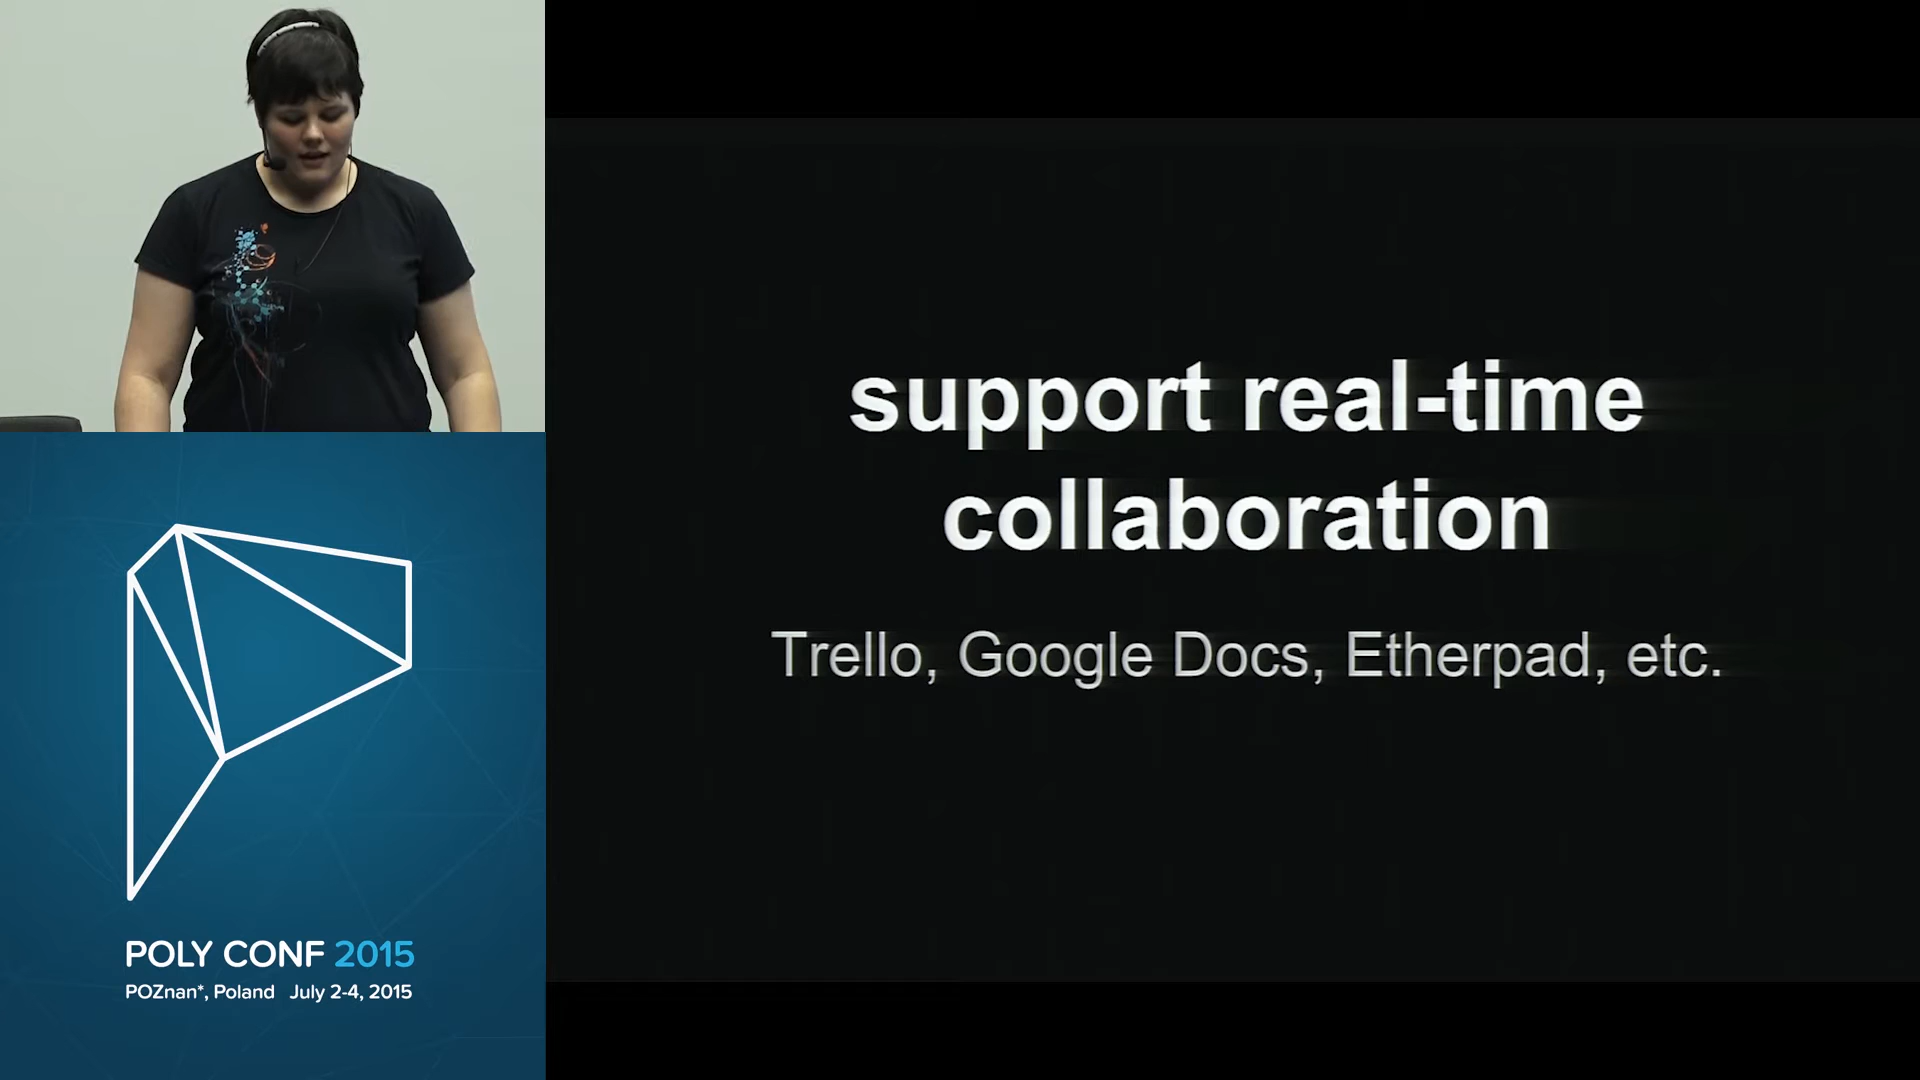 support real-time
collaboration
Trello, Google Docs, Etherpad, etc.
POLY CONF 2015
POZnan*, Poland July 2-4, 2015